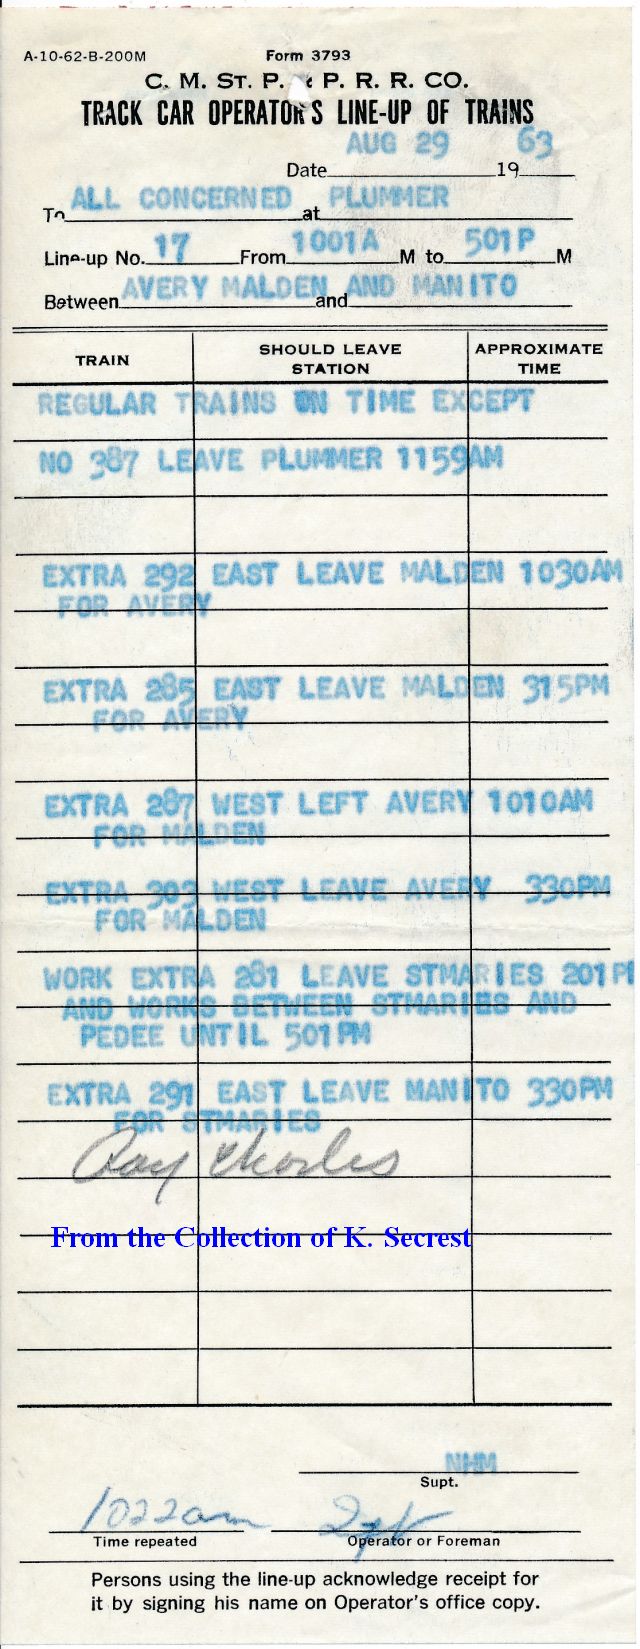 A-10-62-B-200M Form 3793
C. M. ST. P. & P. R. R. CO.
TRACK CAR OPERATOR'S LINE-UP OF TRAINS
AUG 29 63
Date 19
To ALL CONCERNED at PLUMMER
Line-up No. 17 From 1001A M to 501P M
Between AVERY MALDEN and AND MANITO
TRAIN SHOULD LEAVE STATION APPROXIMATE TIME
REGULAR TRAINS ON TIME EXCEPT
NO 387 LEAVE PLUMMER 1159AM
EXTRA 292 EAST LEAVE MALDEN 1030AM
FOR AVERY
EXTRA 285 EAST LEAVE MALDEN 315PM
FOR AVERY
EXTRA 287 WEST LEFT AVERY 1010AM
FOR MALDEN
EXTRA 303 WEST LEAVE AVERY 330PM
FOR MALDEN
WORK EXTRA 281 LEAVE STMARIES 201P
AND WORKS BETWEEN STMARIES AND
PEDEE UNTIL 501PM
EXTRA 291 EAST LEAVE MANITO 330PM
FOR STMARIES
Ray Charles
From the Collection of K. Secrest
NHM
Supt.
1022am
Time repeated Operator or Foreman
Persons using the line-up acknowledge receipt for
it by signing his name on Operator's office copy.